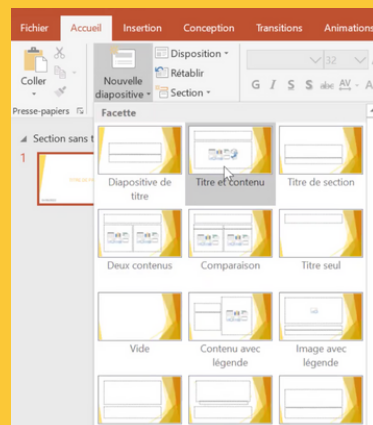 Fichier Accueil Insertion Conception Transitions Animations
Coller
Nouvelle diapositive
Disposition
Rétablir
Section
32
G I S S abc AV A
Presse-papiers
Facette
Section sans t
1
Diapositive de titre
Titre et contenu
Titre de section
Deux contenus
Comparaison
Titre seul
Vide
Contenu avec légende
Image avec légende